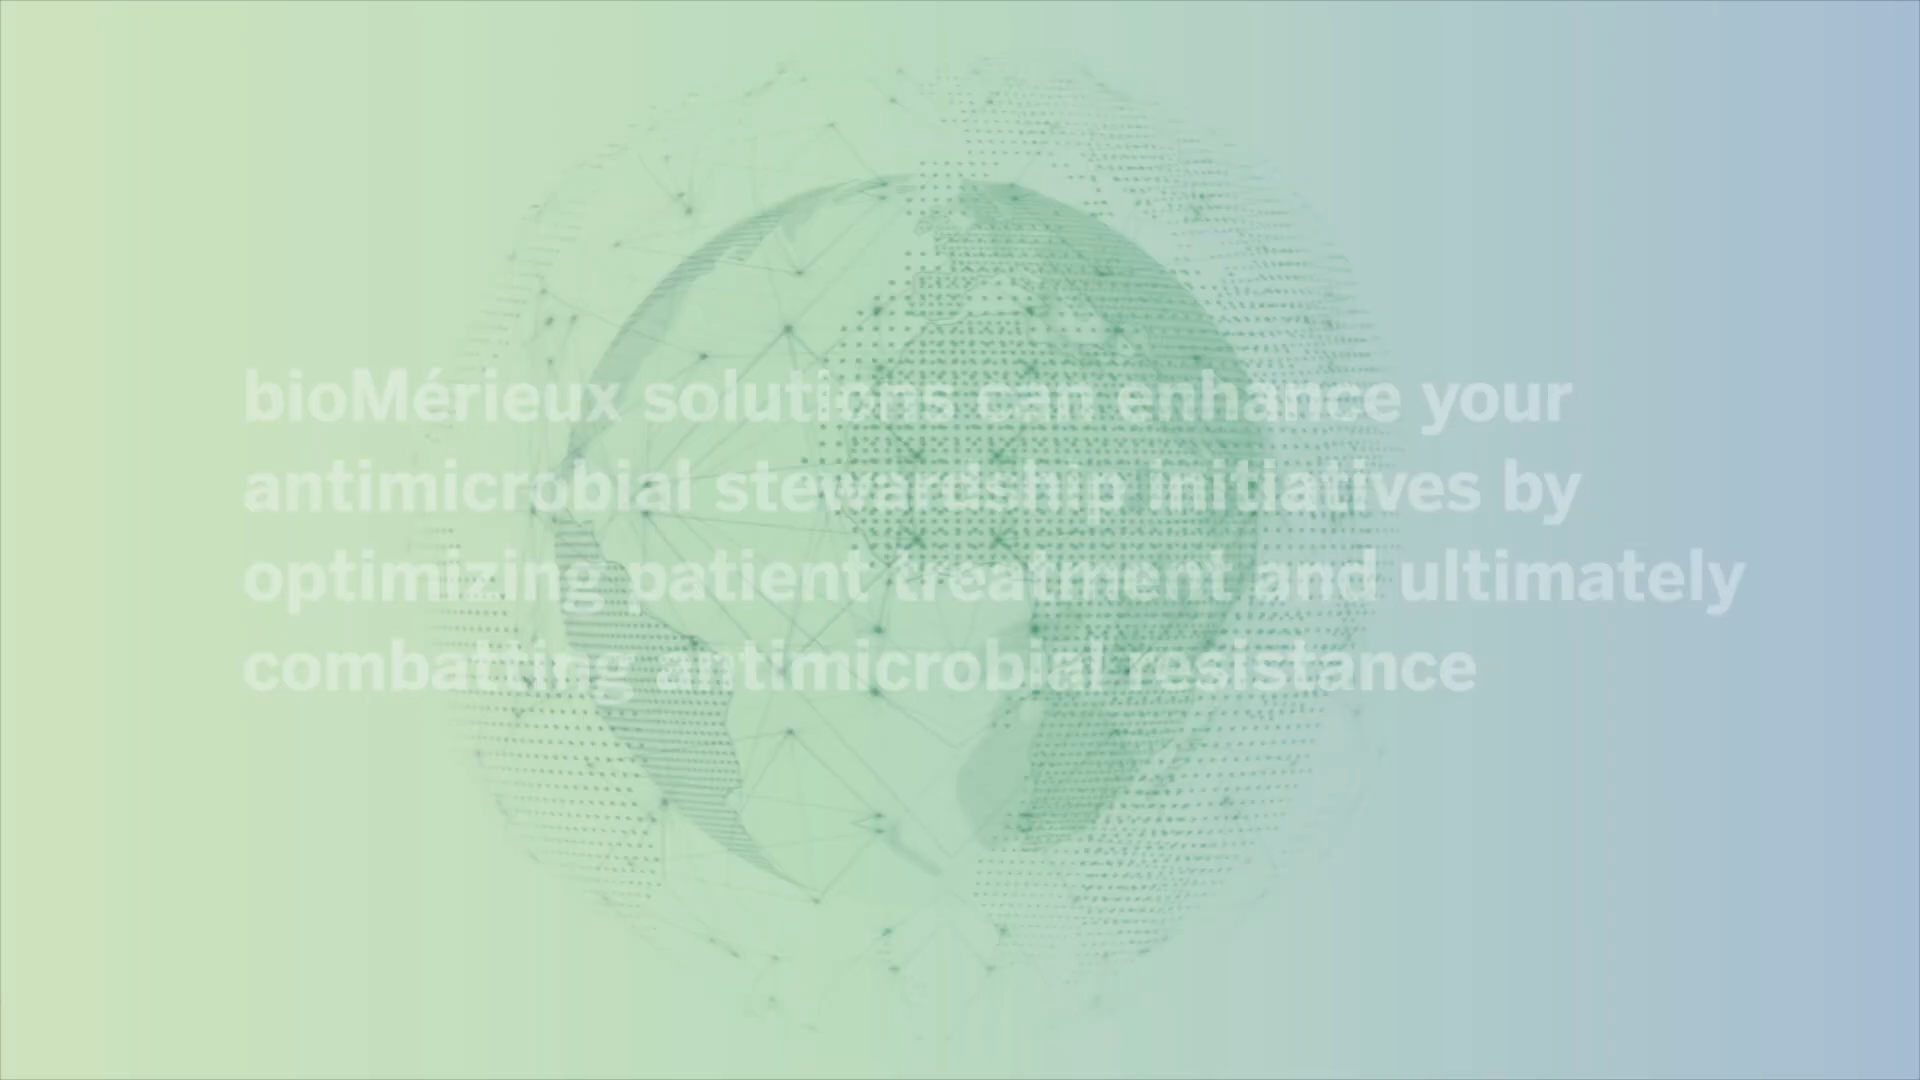 bioMérieux solutions can enhance your
antimicrobial stewardship initiatives by
optimizing patient treatment and ultimately
combatting antimicrobial resistance